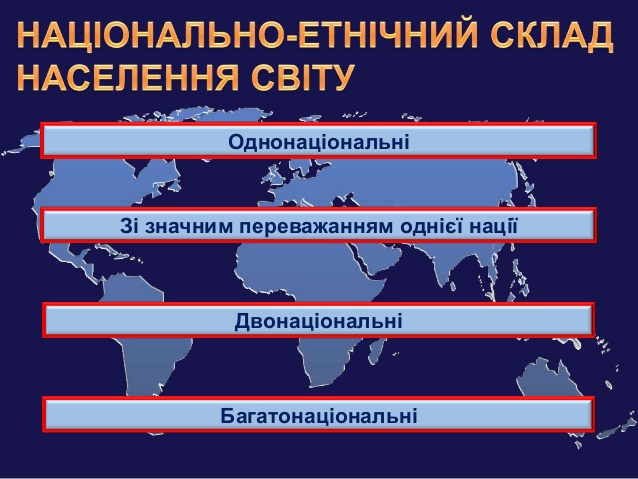 НАЦІОНАЛЬНО-ЕТНІЧНИЙ СКЛАД
НАСЕЛЕННЯ СВІТУ
Однонаціональні
Зі значним переважанням однієї нації
Двонаціональні
Багатонаціональні